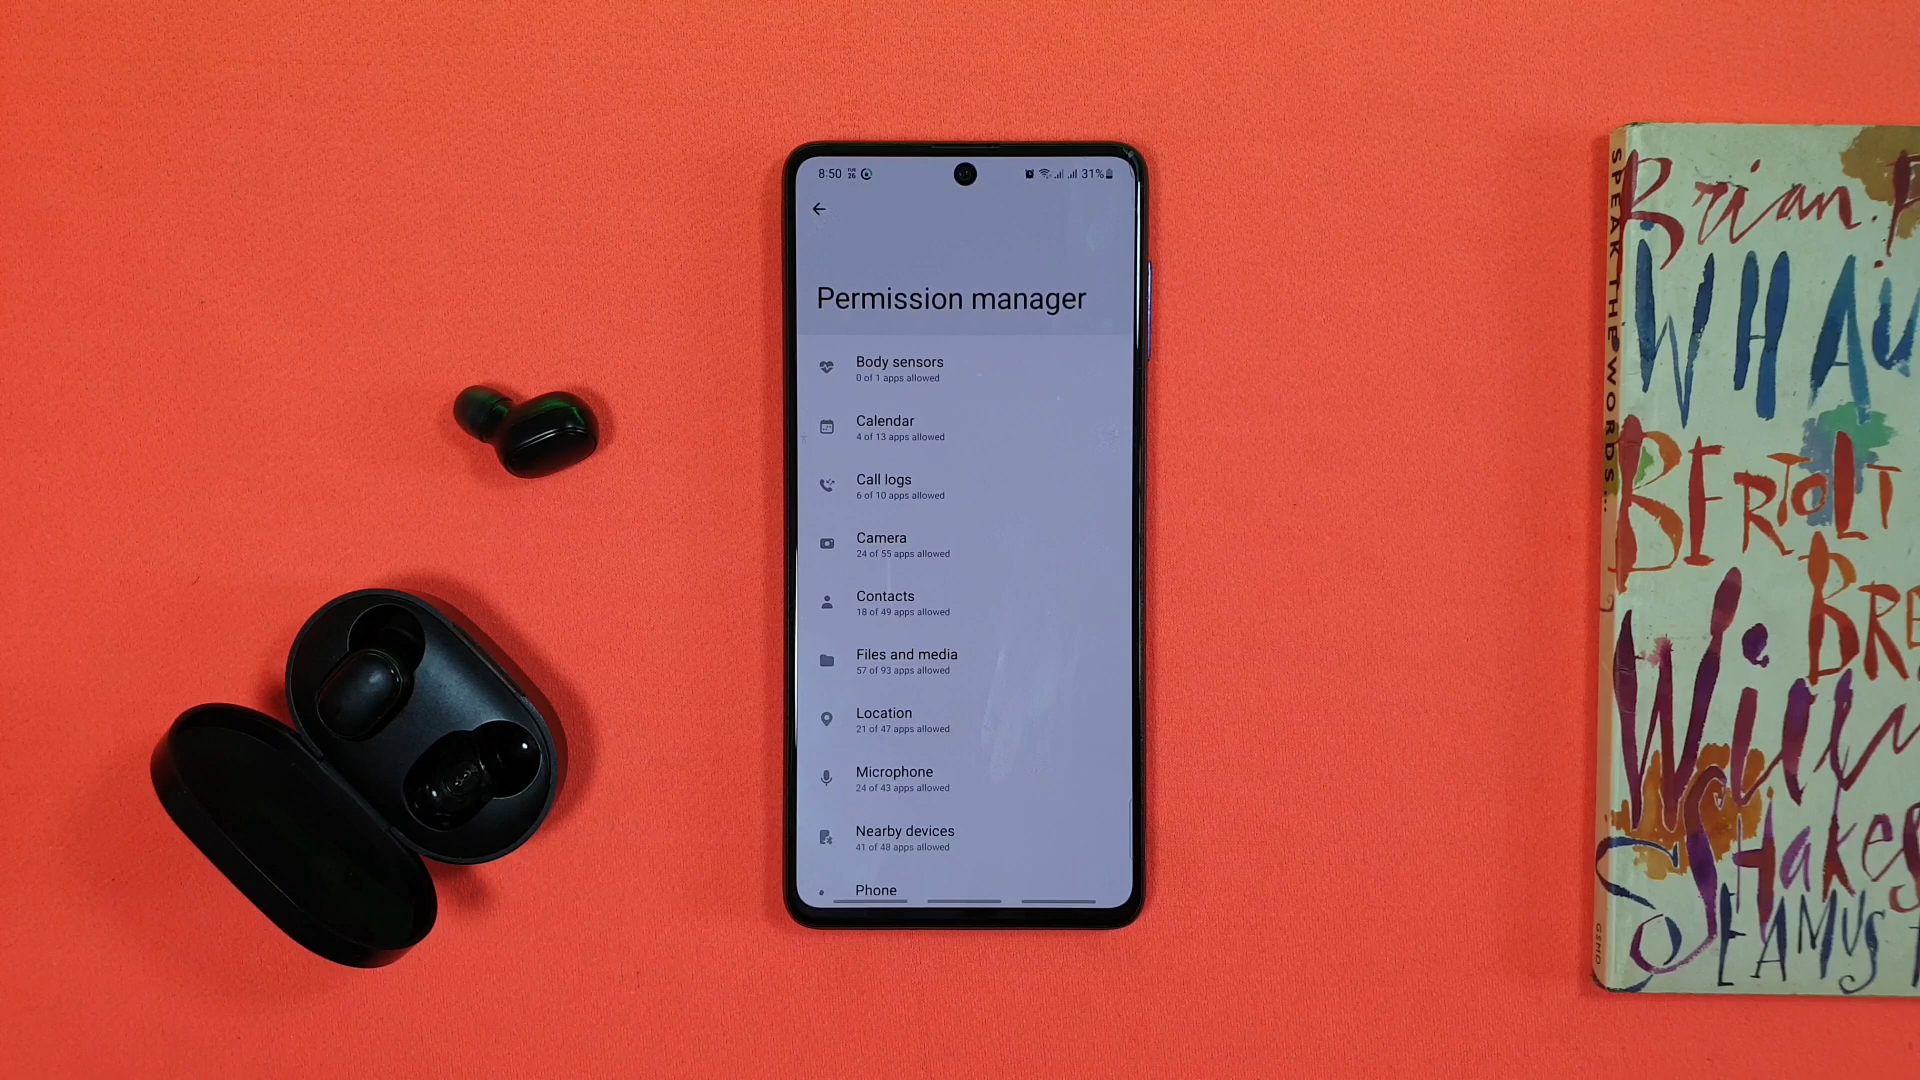 8:50 TUE 26 31%
Permission manager
Body sensors
0 of 1 apps allowed
Calendar
4 of 13 apps allowed
Call logs
6 of 10 apps allowed
Camera
24 of 55 apps allowed
Contacts
18 of 49 apps allowed
Files and media
57 of 93 apps allowed
Location
21 of 47 apps allowed
Microphone
24 of 43 apps allowed
Nearby devices
41 of 48 apps allowed
Phone
SPEAK THE WORDS...
Brian.
BERTOLT
BRE
Will
Shakes
SEAMUS